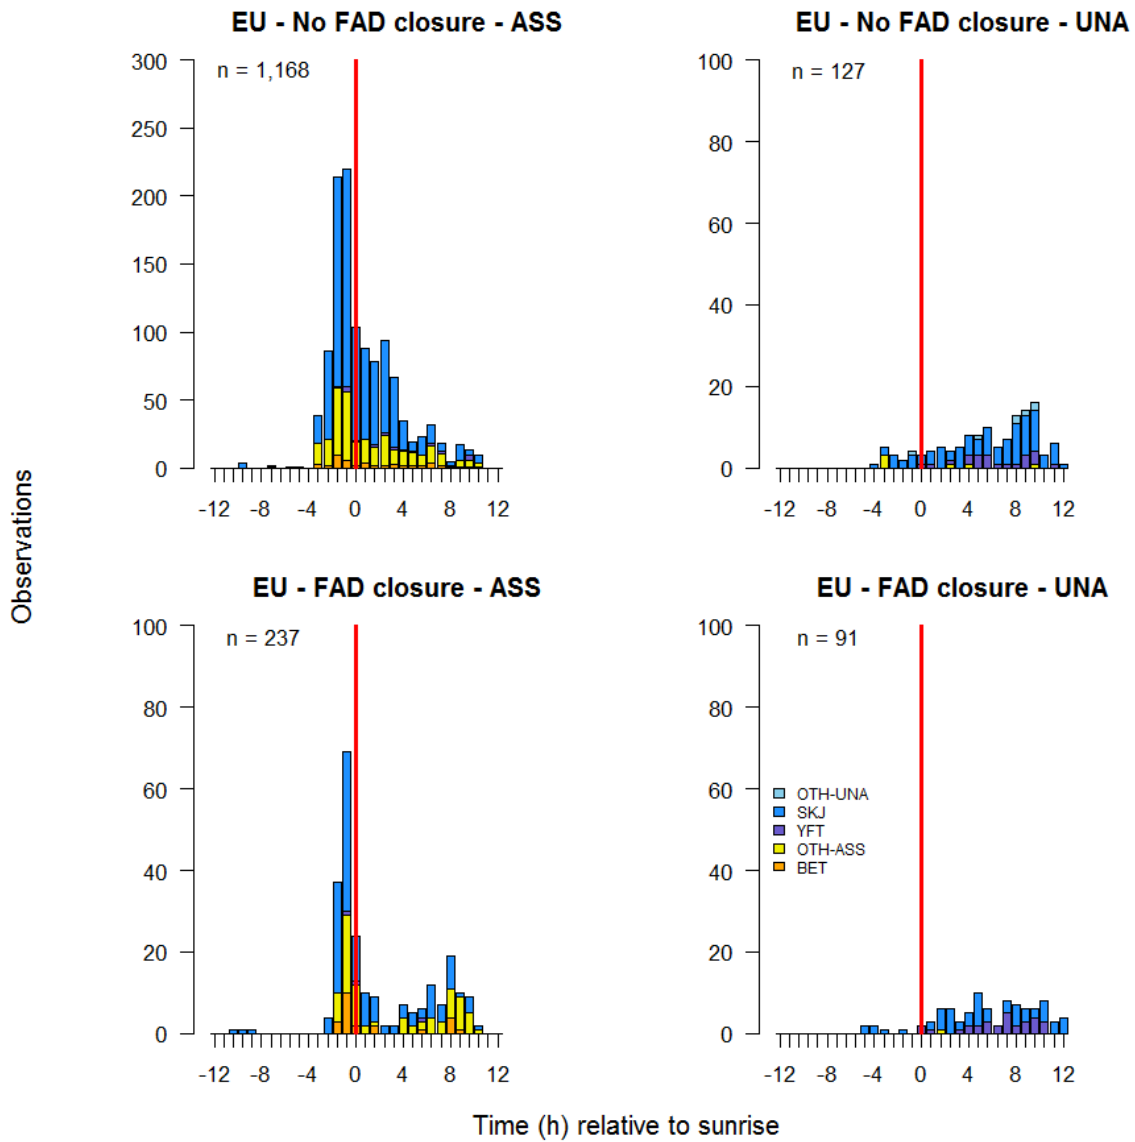 EU - No FAD closure - ASS
n = 1,168
300
250
200
150
100
50
0
-12 -8 -4 0 4 8 12
EU - No FAD closure - UNA
n = 127
100
80
60
40
20
0
-12 -8 -4 0 4 8 12
Observations
EU - FAD closure - ASS
n = 237
100
80
60
40
20
0
-12 -8 -4 0 4 8 12
EU - FAD closure - UNA
n = 91
100
80
60
40
20
0
OTH-UNA
SKJ
YFT
OTH-ASS
BET
-12 -8 -4 0 4 8 12
Time (h) relative to sunrise